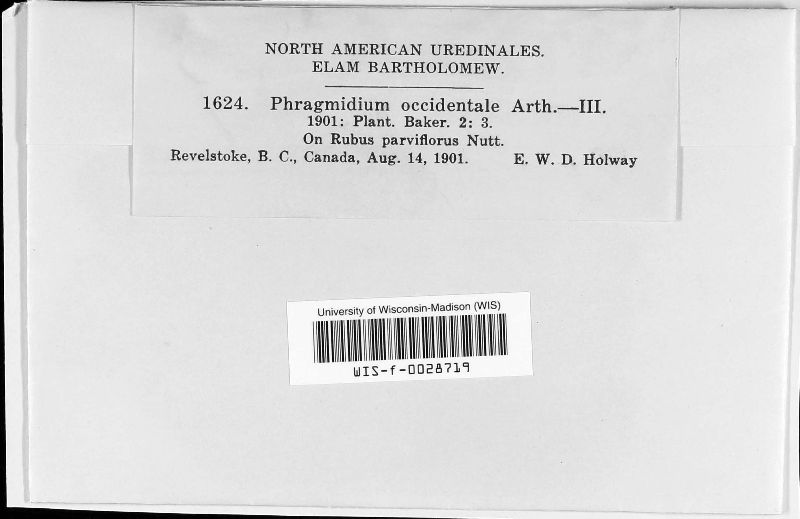 NORTH AMERICAN UREDINALES.
ELAM BARTHOLOMEW.
1624. Phragmidium occidentale Arth.—III.
1901: Plant. Baker. 2: 3.
On Rubus parviflorus Nutt.
Revelstoke, B. C., Canada, Aug. 14, 1901. E. W. D. Holway
University of Wisconsin-Madison (WIS)
WIS-f-0028719